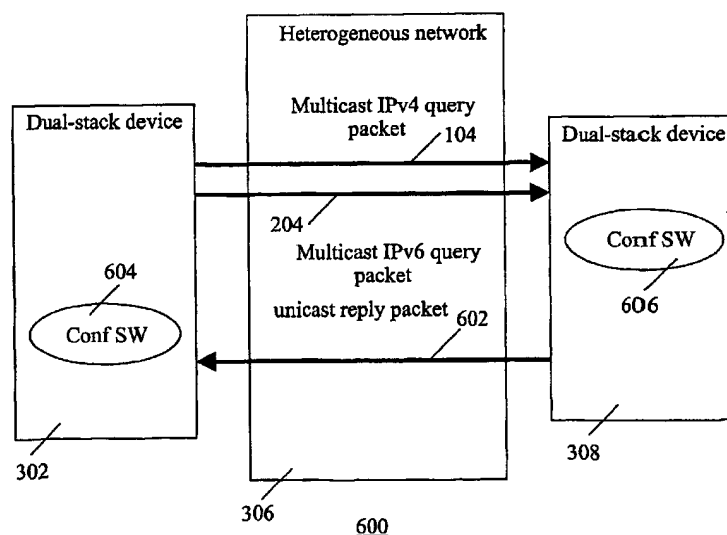 Heterogeneous network
Dual-stack device
Multicast IPv4 query
packet
104
Dual-stack device
204
Multicast IPv6 query
packet
Conf SW
606
604
unicast reply packet
602
Conf SW
302
306
308
600